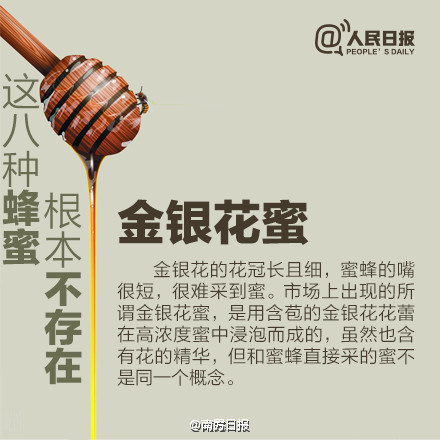 @人民日报
PEOPLE'S DAILY
这八种蜂蜜
根本不存在
金银花蜜
金银花的花冠长且细，蜜蜂的嘴
很短，很难采到蜜。市场上出现的所
谓金银花蜜，是用含苞的金银花花蕾
在高浓度蜜中浸泡而成的，虽然也含
有花的精华，但和蜜蜂直接采的蜜不
是同一个概念。
@南方日报